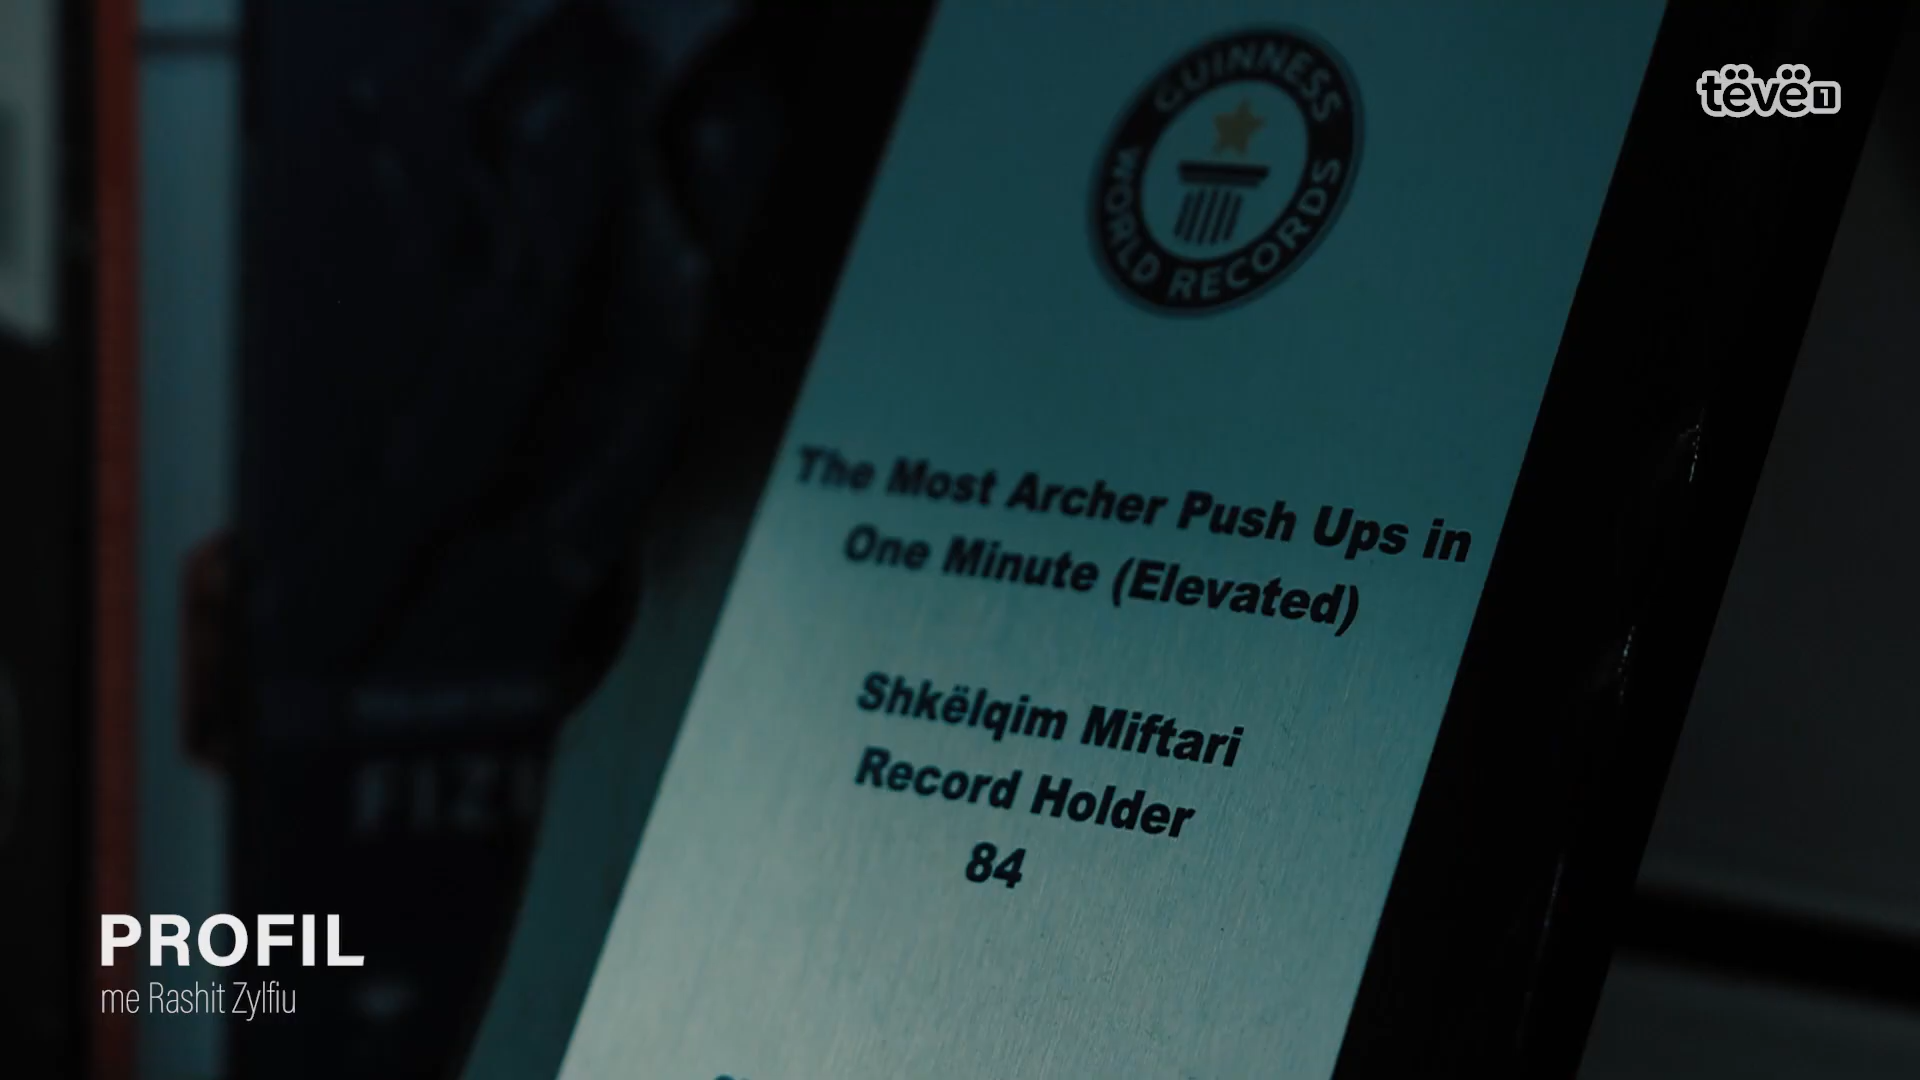 GUINNESS
WORLD RECORDS
tëvë1
The Most Archer Push Ups in
One Minute (Elevated)
Shkëlqim Miftari
Record Holder
84
PROFIL
me Rashit Zylfiu